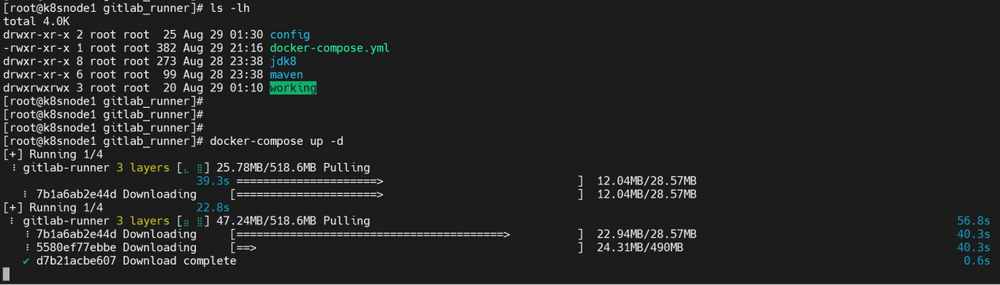 [root@k8snode1 gitlab_runner]# ls -lh
total 4.0K
drwxr-xr-x 2 root root  25 Aug 29 01:30 config
-rwxr-xr-x 1 root root 382 Aug 29 21:16 docker-compose.yml
drwxr-xr-x 8 root root 273 Aug 28 23:38 jdk8
drwxr-xr-x 6 root root  99 Aug 28 23:38 maven
drwxrwxrwx 3 root root  20 Aug 29 01:10 working
[root@k8snode1 gitlab_runner]#
[root@k8snode1 gitlab_runner]#
[root@k8snode1 gitlab_runner]#
[root@k8snode1 gitlab_runner]# docker-compose up -d
[+] Running 1/4
⠸ gitlab-runner 3 layers [⣄ ⣿] 25.78MB/518.6MB Pulling
39.3s =====================> ] 12.04MB/28.57MB
⠸ 7b1a6ab2e44d Downloading [=====================> ] 12.04MB/28.57MB
[+] Running 1/4 22.8s
⠸ gitlab-runner 3 layers [⣶ ⣿] 47.24MB/518.6MB Pulling 56.8s
⠸ 7b1a6ab2e44d Downloading [========================================> ] 22.94MB/28.57MB 40.3s
⠸ 5580ef77ebbe Downloading [==> ] 24.31MB/490MB 40.3s
✔ d7b21acbe607 Download complete 0.6s